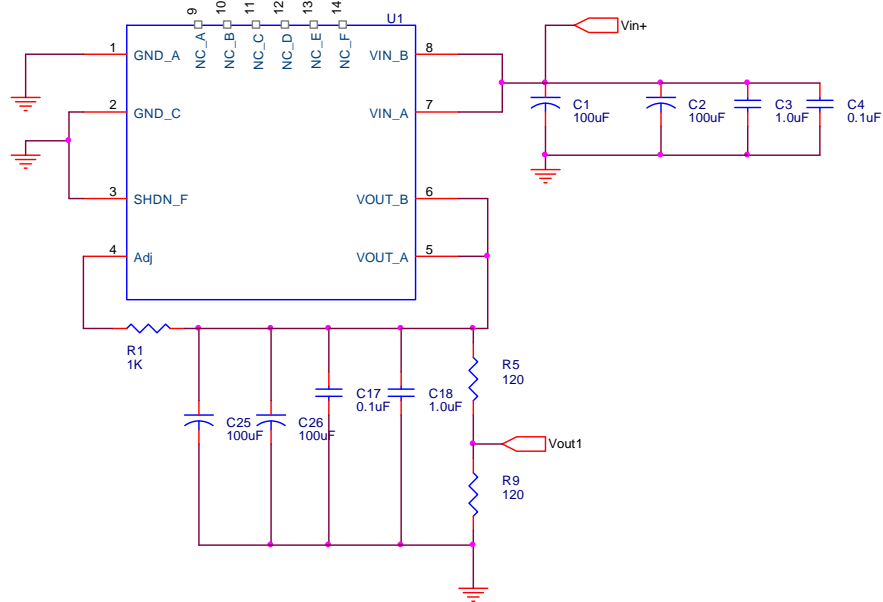 9
10
11
12
13
14
U1
NC_A
NC_B
NC_C
NC_D
NC_E
NC_F
1
GND_A
2
GND_C
3
SHDN_F
4
Adj
VIN_B
8
VIN_A
7
VOUT_B
6
VOUT_A
5
Vin+
C1
100uF
C2
100uF
C3
1.0uF
C4
0.1uF
R1
1K
C25
100uF
C26
100uF
C17
0.1uF
C18
1.0uF
R5
120
Vout1
R9
120